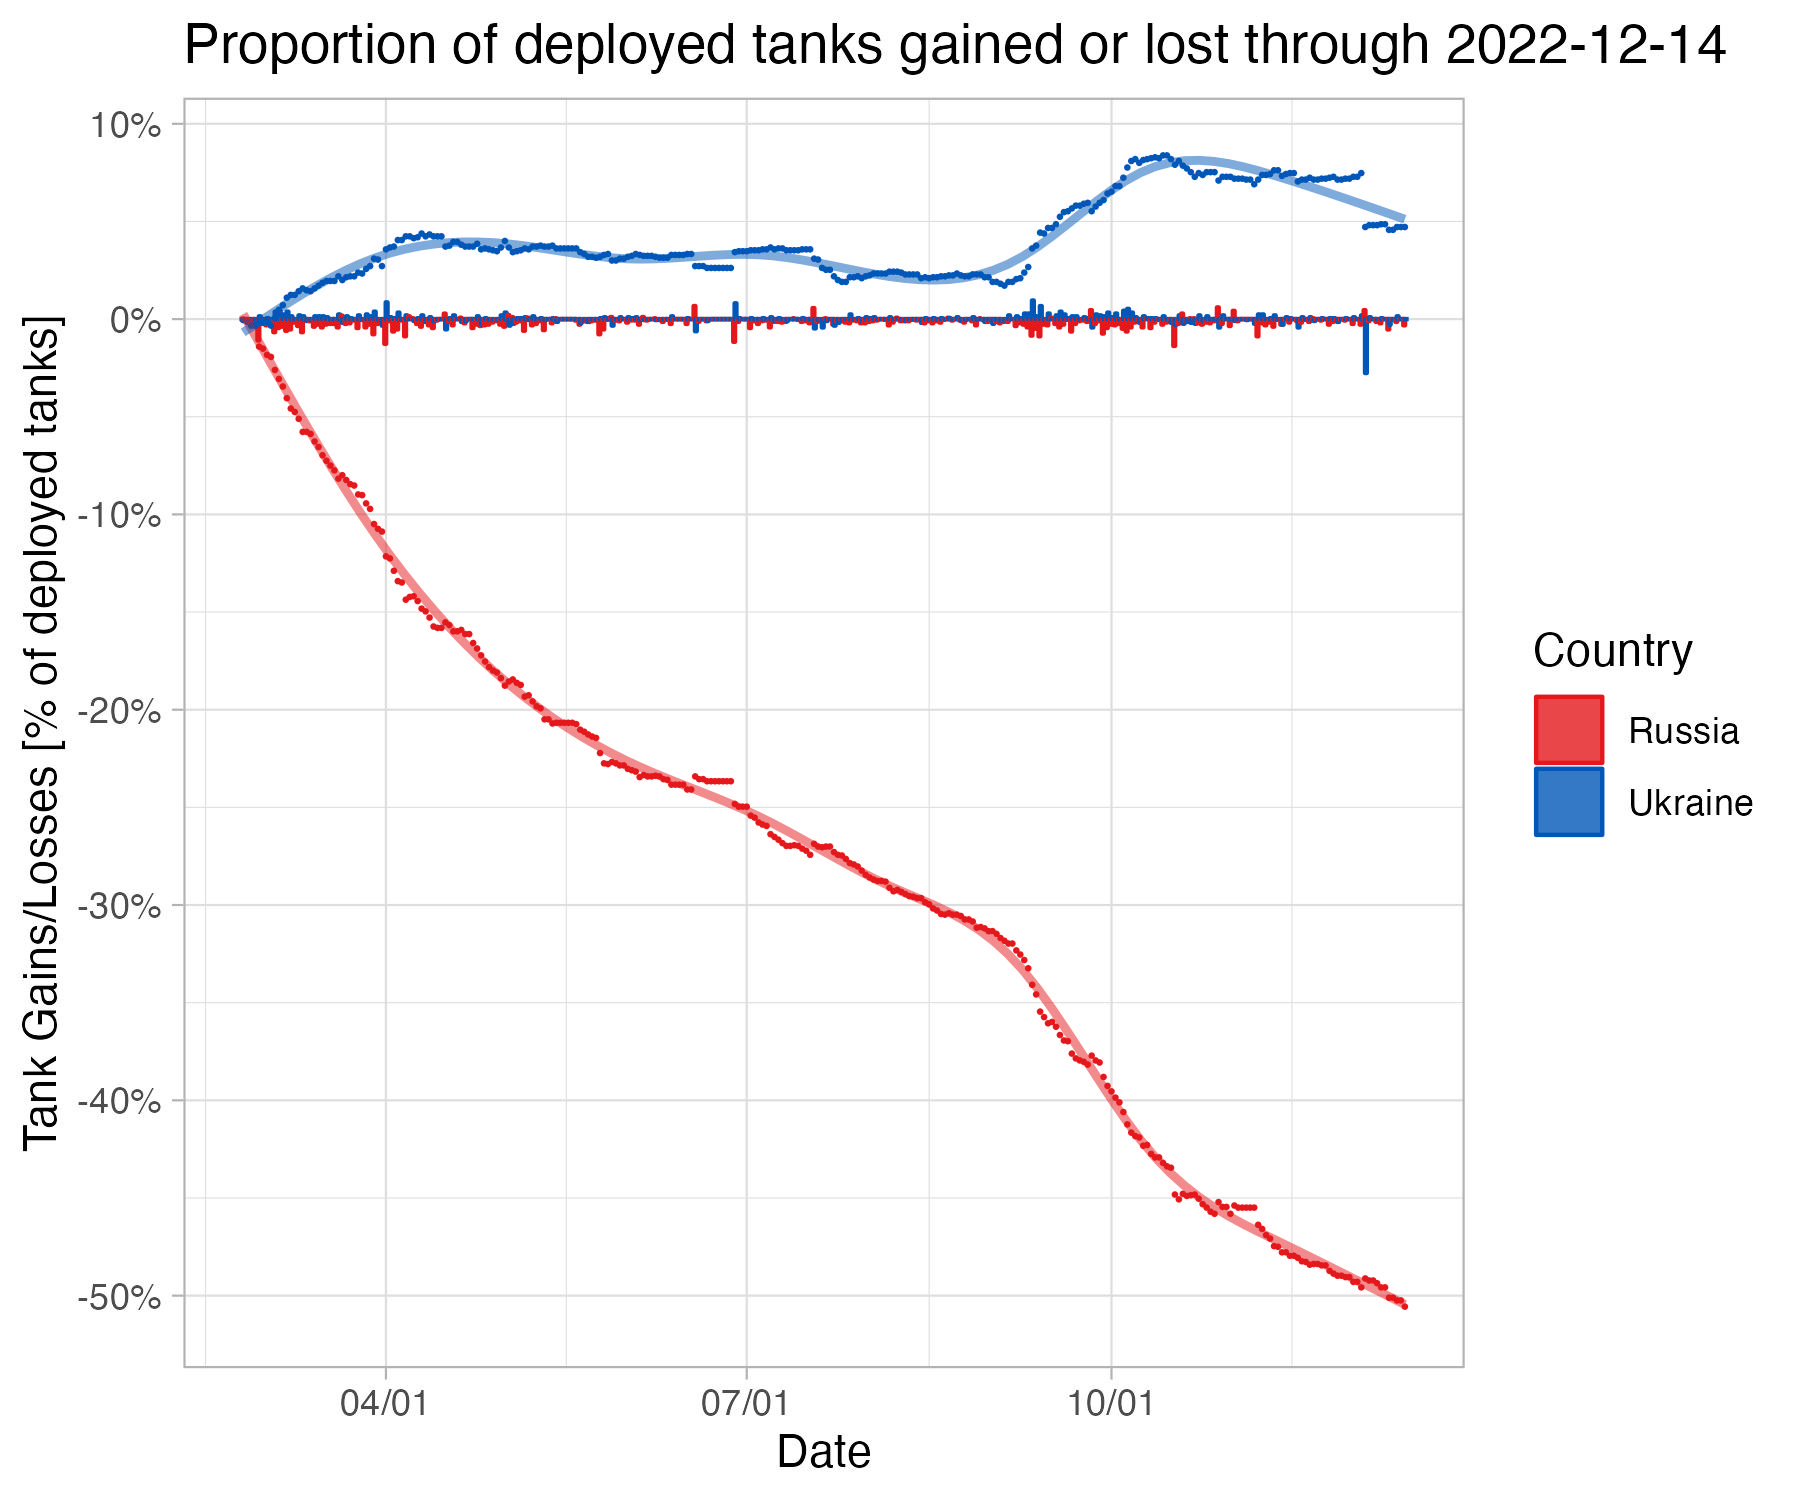 Proportion of deployed tanks gained or lost through 2022-12-14
Tank Gains/Losses [% of deployed tanks]
10%
0%
-10%
-20%
-30%
-40%
-50%
04/01
07/01
10/01
Date
Country
Russia
Ukraine